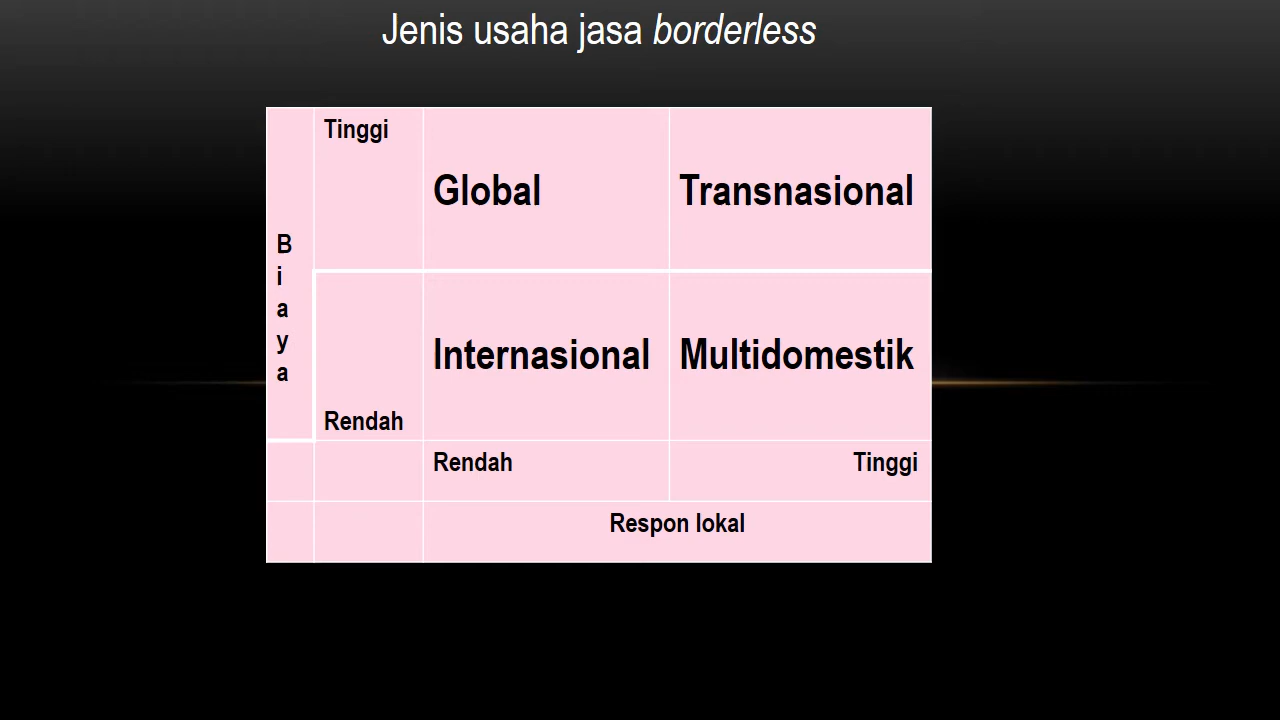 Jenis usaha jasa borderless
Tinggi
Global
Transnasional
B
i
a
y
a
Internasional
Multidomestik
Rendah
Rendah
Tinggi
Respon lokal